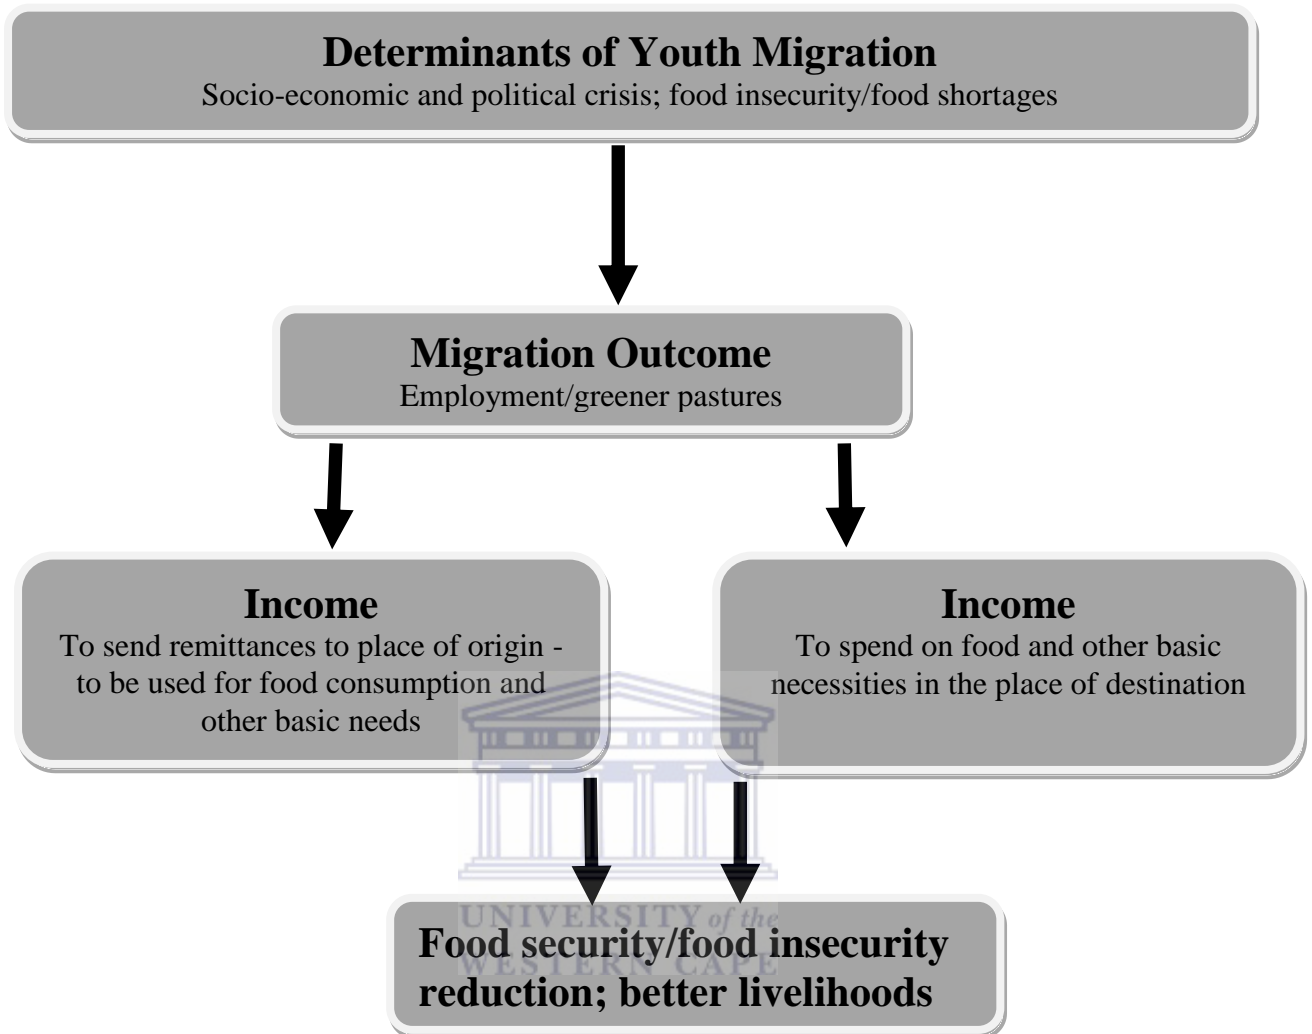 Determinants of Youth Migration
Socio-economic and political crisis; food insecurity/food shortages
Migration Outcome
Employment/greener pastures
Income
To send remittances to place of origin -
to be used for food consumption and
other basic needs
Income
To spend on food and other basic
necessities in the place of destination
UNIVERSITY of the
WESTERN CAPE
Food security/food insecurity
reduction; better livelihoods